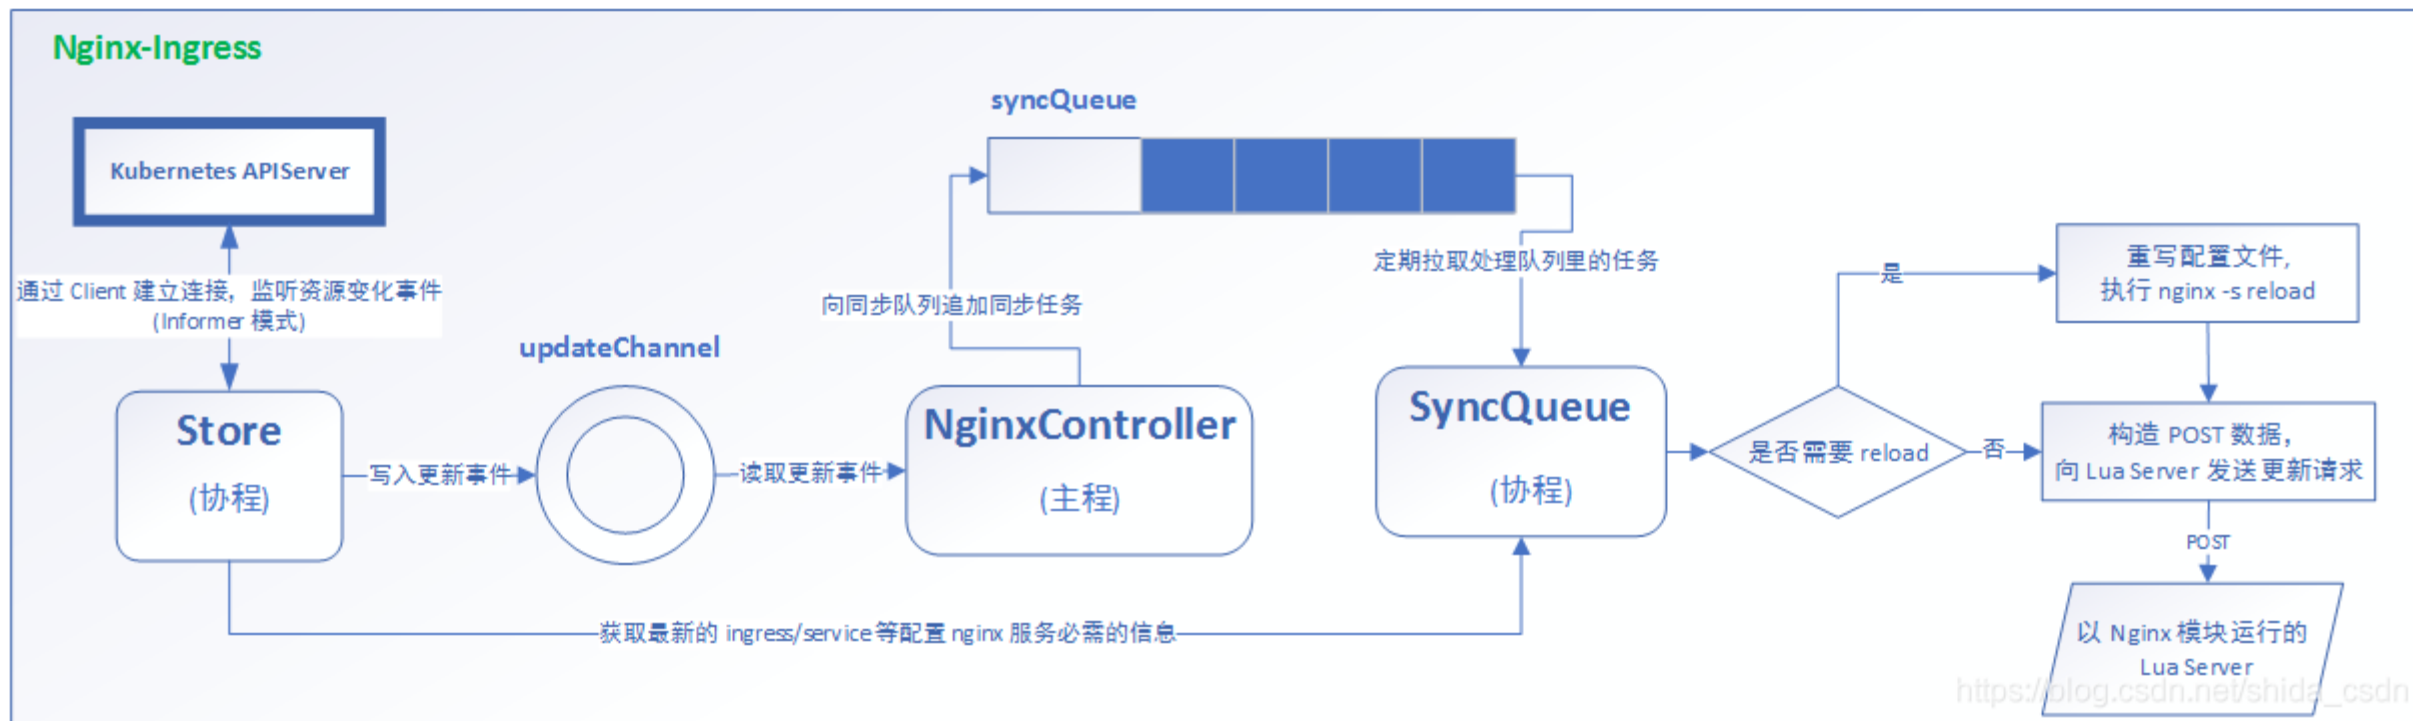 Nginx-Ingress
Kubernetes APIServer
通过 Client 建立连接，监听资源变化事件
(Informer 模式)
Store
(协程)
写入更新事件
updateChannel
读取更新事件
NginxController
(主程)
向同步队列追加同步任务
syncQueue
定期拉取处理队列里的任务
SyncQueue
(协程)
获取最新的 ingress/service 等配置 nginx 服务必需的信息
是否需要 reload
是
否
重写配置文件,
执行 nginx -s reload
构造 POST 数据，
向 Lua Server 发送更新请求
POST
以 Nginx 模块运行的
Lua Server
https://blog.csdn.net/shida_csdn